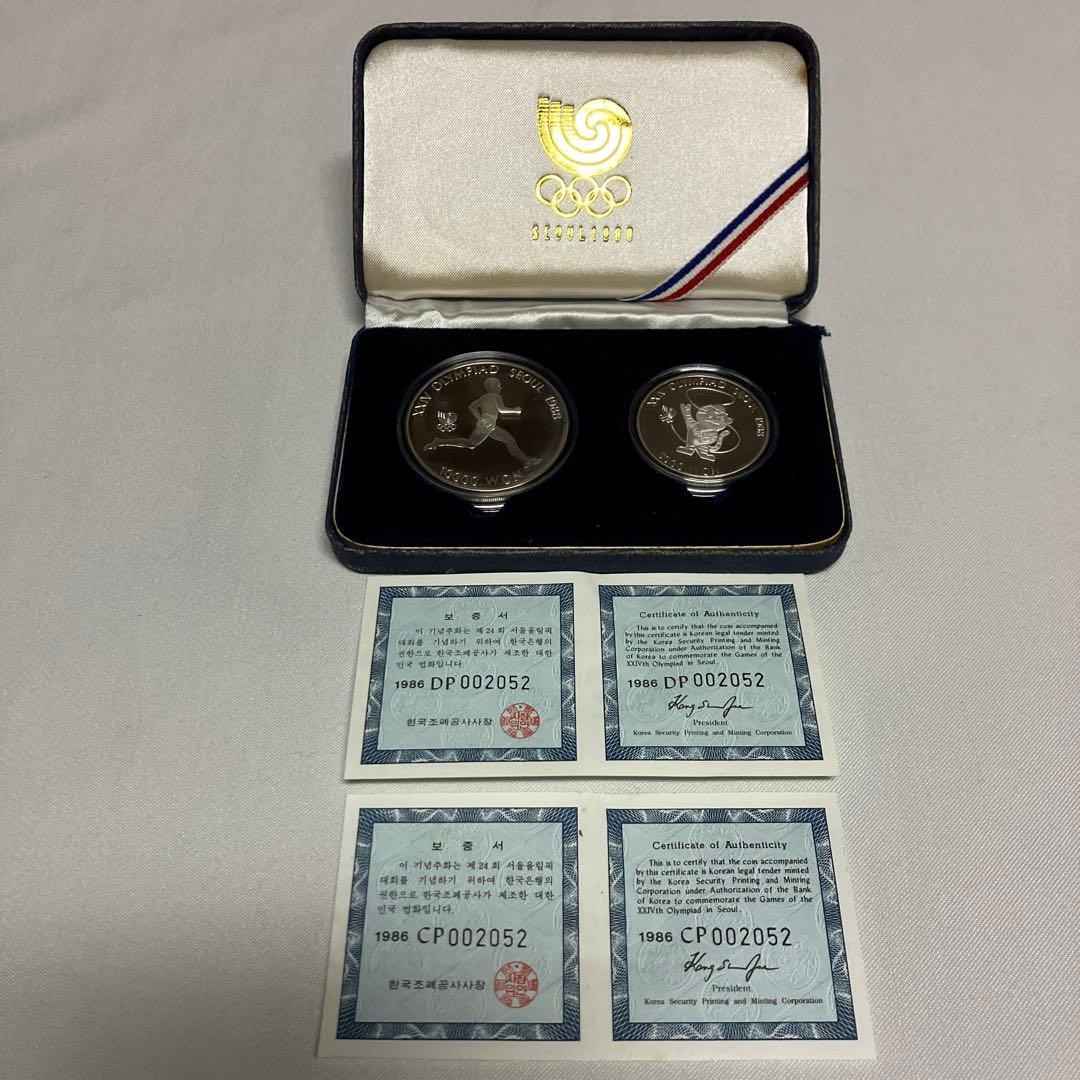 SEOUL1988
XXIV OLYMPIAD SEOUL 1988
10000 WON
XXIV OLYMPIAD SEOUL 1988
WON
보 증 서
이 기념주화는 제 24 회 서울올림픽
대회를 기념하기 위하여 한국은행의
권한으로 한국조폐공사가 제조한 대한
민국 법화입니다.
1986 DP 002052
한국조폐공사사장
Certificate of Authenticity
This is to certify that the coin accompanied
by this certificate is Korean legal tender minted
by the Korea Security Printing and Minting
Corporation under Authorization of the Bank
of Korea to commemorate the Games of the
XXIVth Olympiad in Seoul.
1986 DP 002052
President
Korea Security Printing and Minting Corporation
보 증 서
이 기념주화는 제 24 회 서울올림픽
대회를 기념하기 위하여 한국은행의
권한으로 한국조폐공사가 제조한 대한
민국 법화입니다.
1986 CP 002052
한국조폐공사사장
Certificate of Authenticity
This is to certify that the coin accompanied
by this certificate is Korean legal tender minted
by the Korea Security Printing and Minting
Corporation under Authorization of the Bank
of Korea to commemorate the Games of the
XXIVth Olympiad in Seoul.
1986 CP 002052
President
Korea Security Printing and Minting Corporation